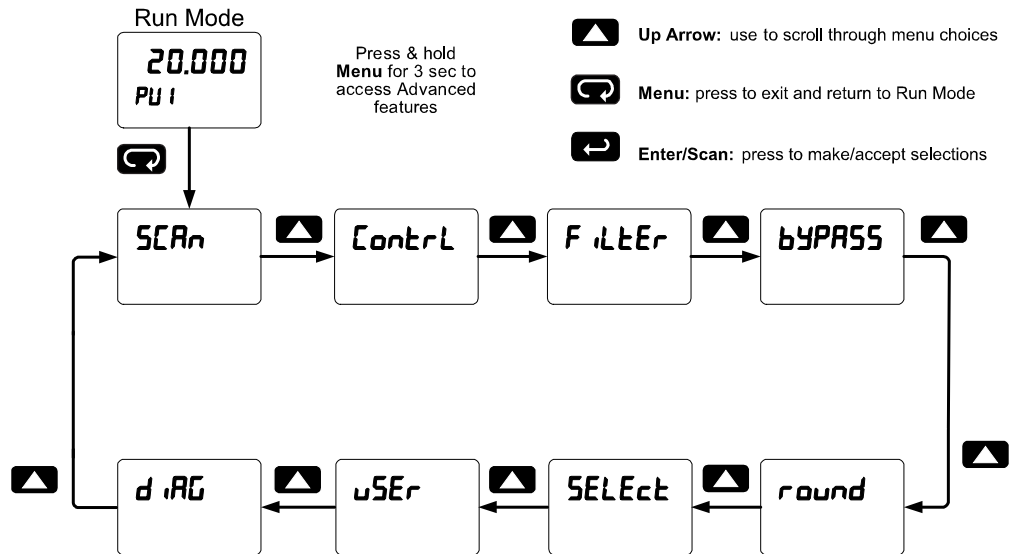 Run Mode
20.000
PV1
Press & hold
Menu for 3 sec to
access Advanced
features
Up Arrow: use to scroll through menu choices
Menu: press to exit and return to Run Mode
Enter/Scan: press to make/accept selections
SCAn
ContrL
FiLtEr
bYPASS
diAG
uSEr
SELEct
round